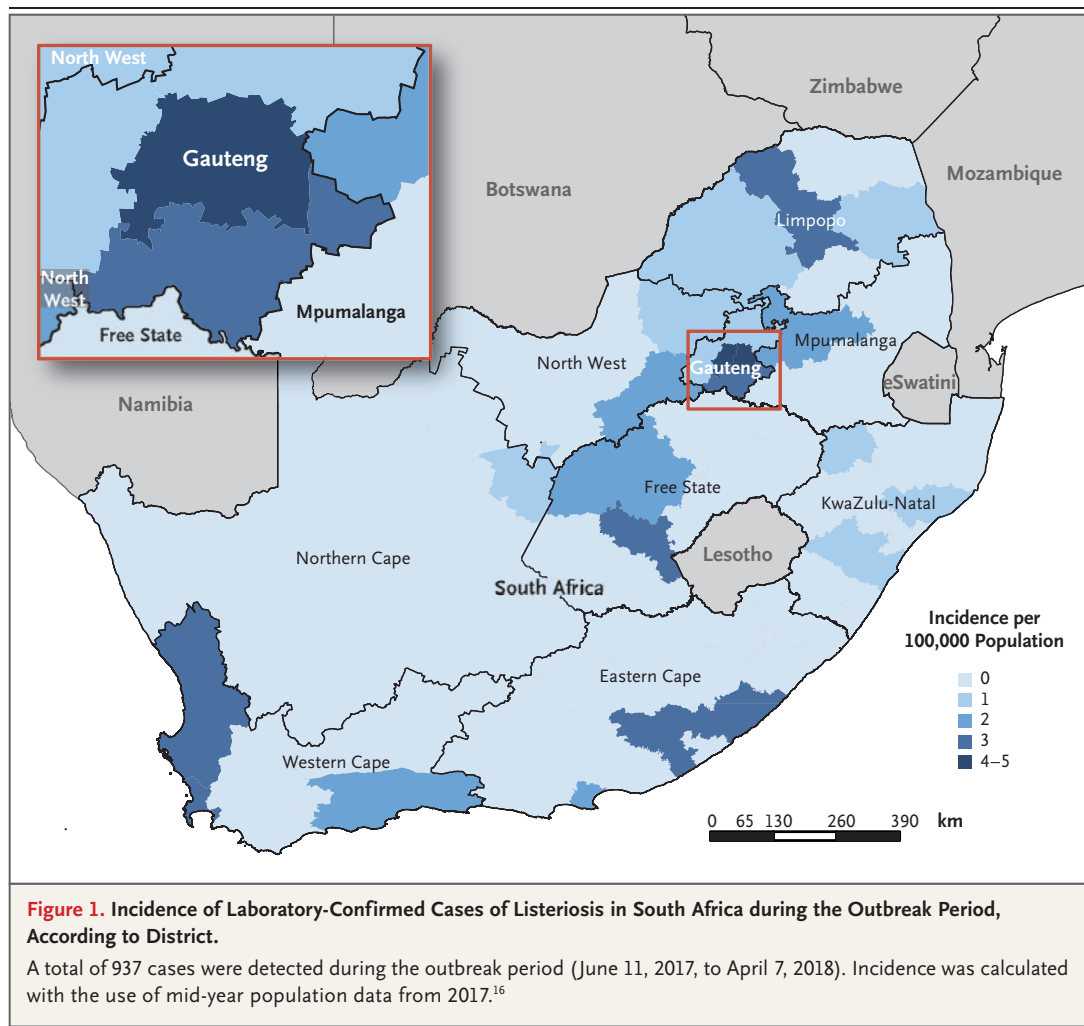 North West
Gauteng
North
West
Free State
Mpumalanga
Zimbabwe
Mozambique
Botswana
Limpopo
Namibia
North West
Gauteng
Mpumalanga
eSwatini
Free State
KwaZulu-Natal
Lesotho
Northern Cape
South Africa
Eastern Cape
Western Cape
Incidence per
100,000 Population
0
1
2
3
4–5
0 65 130 260 390 km
Figure 1. Incidence of Laboratory-Confirmed Cases of Listeriosis in South Africa during the Outbreak Period,
According to District.
A total of 937 cases were detected during the outbreak period (June 11, 2017, to April 7, 2018). Incidence was calculated
with the use of mid-year population data from 2017.16